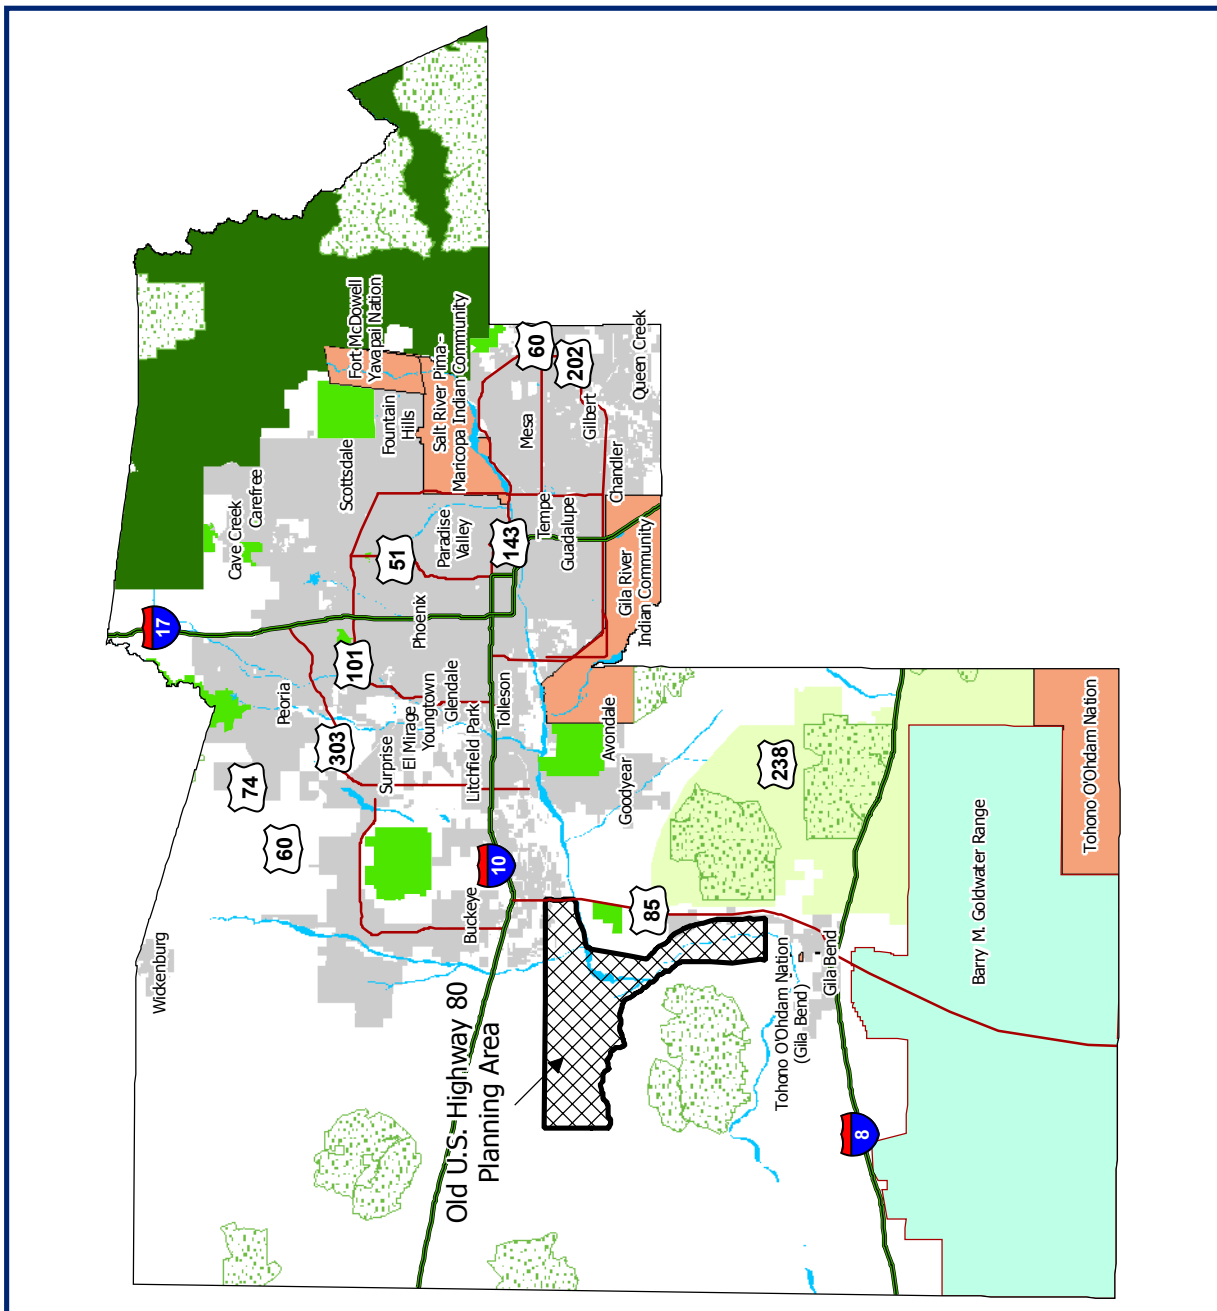 Wickenburg
Cave Creek
Carefree
17
Scottsdale
Fountain
Hills
Fort McDowell
Yavapai Nation
Salt River Pima -
Maricopa Indian Community
74
60
303
101
51
Peoria
Surprise
El Mirage
Youngtown
Glendale
Phoenix
Paradise
Valley
Litchfield Park
Tolleson
143
Tempe
Guadalupe
Mesa
60
202
Gilbert
Chandler
Queen Creek
Gila River
Indian Community
Buckeye
10
Avondale
Goodyear
Old U.S. Highway 80
Planning Area
85
238
Tohono O'Ohdam Nation
(Gila Bend)
Gila Bend
8
Barry M. Goldwater Range
Tohono O'Ohdam Nation